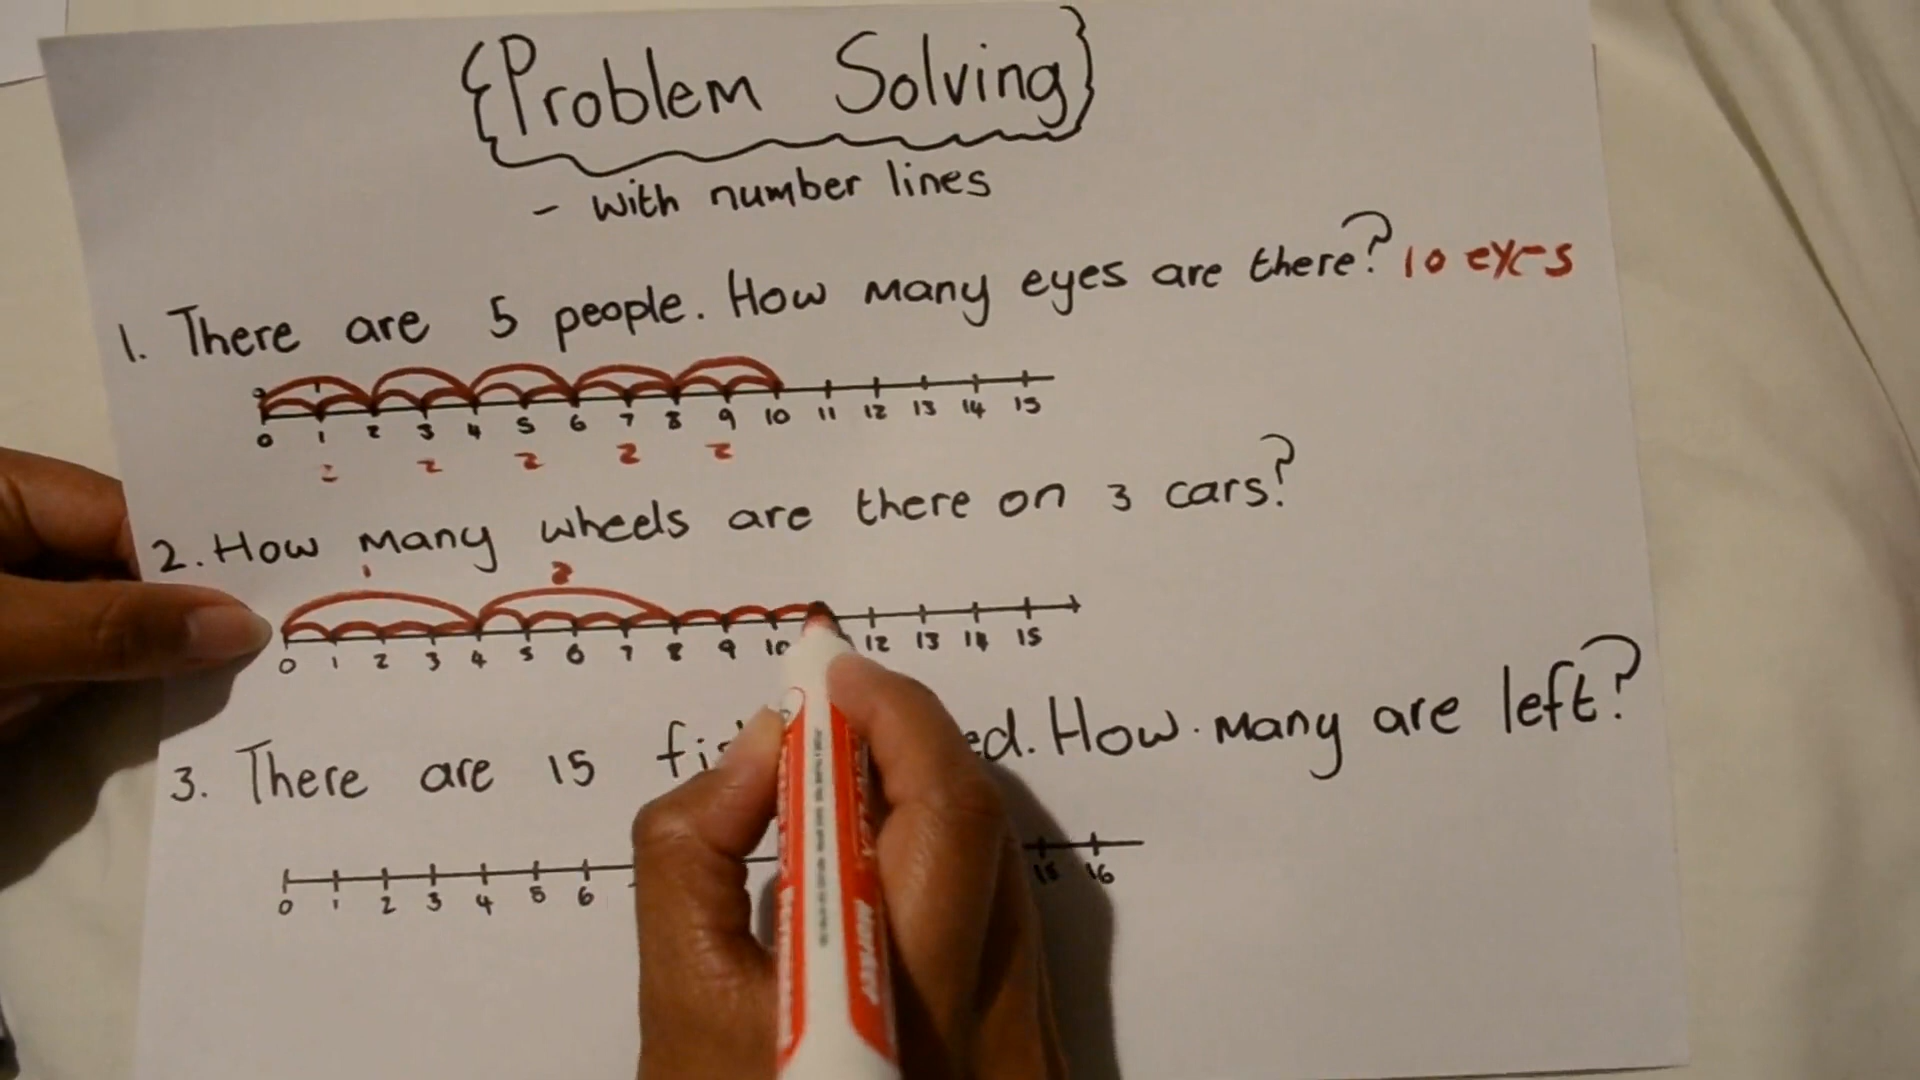 {Problem Solving}
- with number lines
1. There are 5 people. How many eyes are there? 10 eyes
0 1 2 3 4 5 6 7 8 9 10 11 12 13 14 15
2 2 2 2
2. How many wheels are there on 3 cars?
1 2
0 1 2 3 4 5 6 7 8 9 10 12 13 14 15
3. There are 15 How many are left?
0 1 2 3 4 5 6 15 16